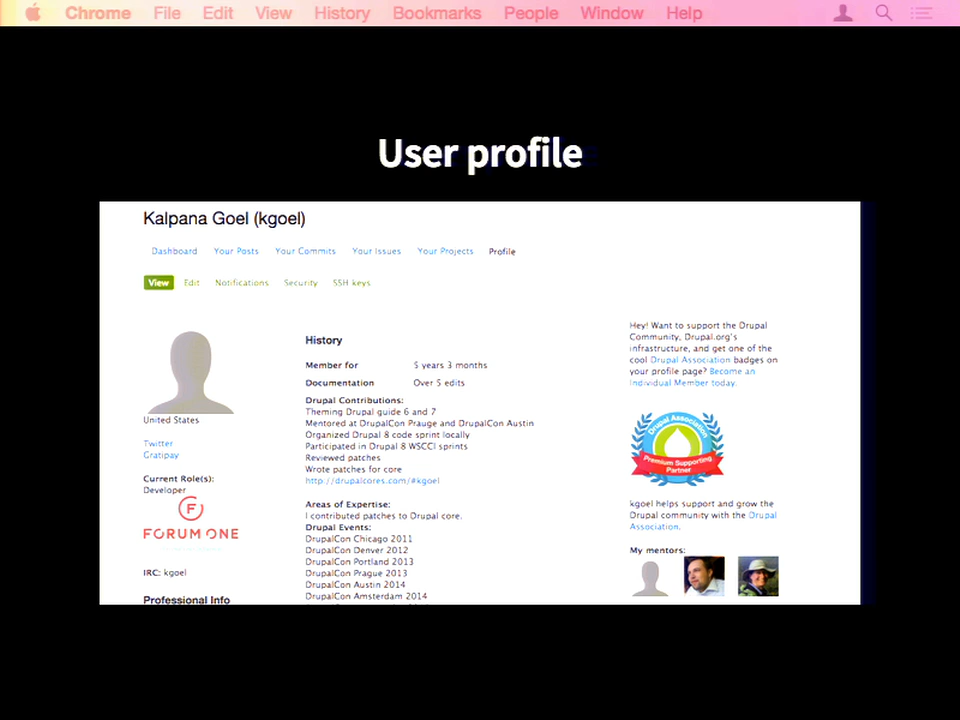 Chrome File Edit View History Bookmarks People Window Help
User profile
Kalpana Goel (kgoel)
Dashboard Your Posts Your Commits Your Issues Your Projects Profile
View Edit Notifications Security SSH keys
United States
Twitter
Gratipay
Current Role(s):
Developer
F
FORUM ONE
IRC: kgoel
Professional Info
History
Member for 5 years 3 months
Documentation Over 5 edits
Drupal Contributions:
Theming Drupal guide 6 and 7
Mentored at DrupalCon Prauge and DrupalCon Austin
Organized Drupal 8 code sprint locally
Participated in Drupal 8 WSCCI sprints
Reviewed patches
Wrote patches for core
http://drupalcores.com/#kgoel
Areas of Expertise:
I contributed patches to Drupal core.
Drupal Events:
DrupalCon Chicago 2011
DrupalCon Denver 2012
DrupalCon Portland 2013
DrupalCon Prague 2013
DrupalCon Austin 2014
DrupalCon Amsterdam 2014
Hey! Want to support the Drupal
Community, Drupal.org's
infrastructure, and get one of the
cool Drupal Association badges on
your profile page? Become an
Individual Member today.
Drupal Association
Premium Supporting
Partner
kgoel helps support and grow the
Drupal community with the Drupal
Association.
My mentors: